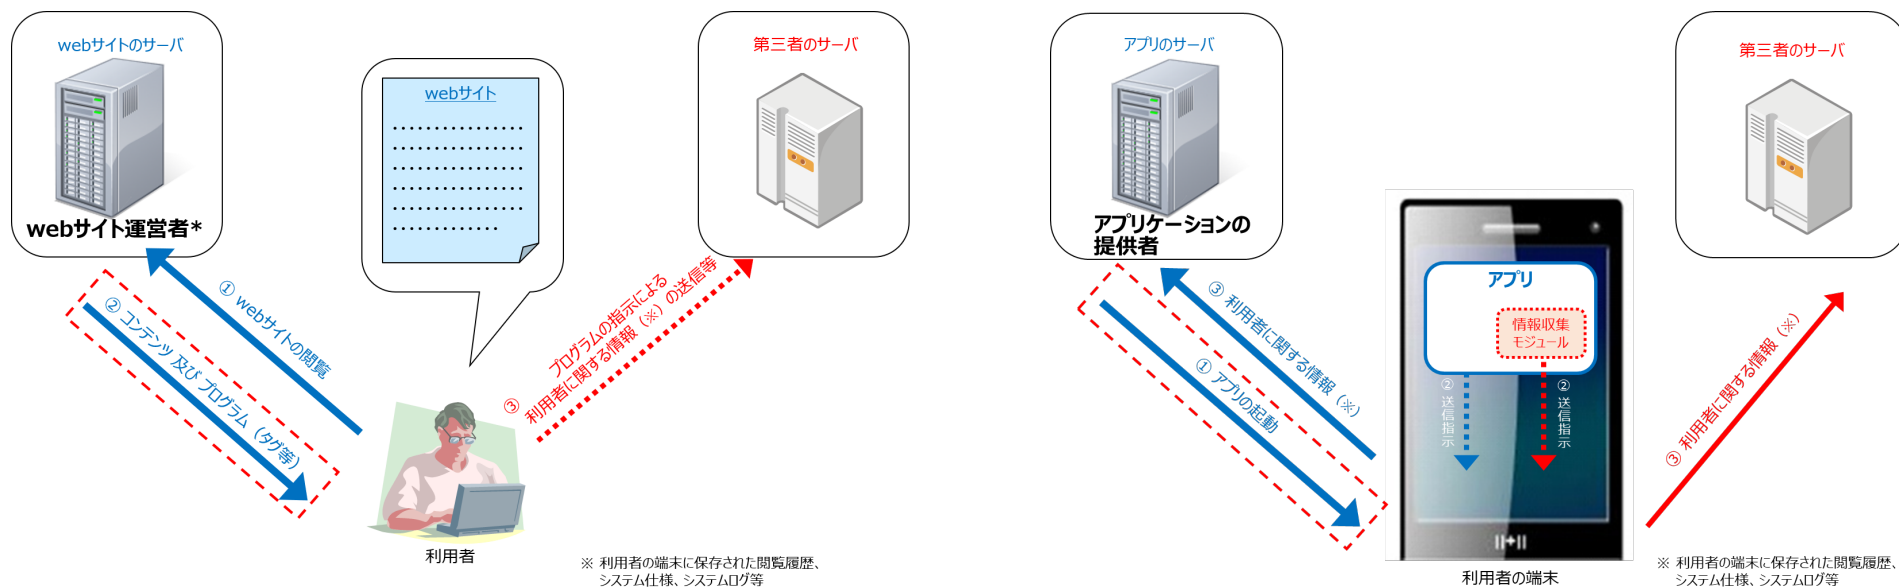 webサイトのサーバ
webサイト運営者*
webサイト
第三者のサーバ
① webサイトの閲覧
② コンテンツ 及び プログラム（タグ等）
③
プログラムの指示による
利用者に関する情報（※）の送信等
利用者
※ 利用者の端末に保存された閲覧履歴、
システム仕様、システムログ等
アプリのサーバ
アプリケーションの
提供者
第三者のサーバ
アプリ
情報収集
モジュール
② 送信指示
② 送信指示
③ 利用者に関する情報（※）
① アプリの起動
③ 利用者に関する情報（※）
利用者の端末
※ 利用者の端末に保存された閲覧履歴、
システム仕様、システムログ等